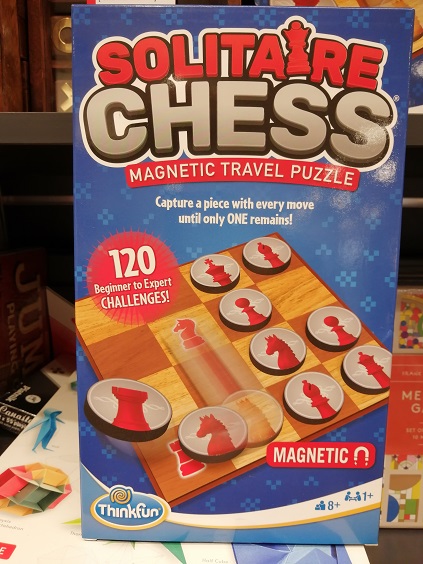 SOLITAIRE
CHESS®
MAGNETIC TRAVEL PUZZLE
Capture a piece with every move
until only ONE remains!
120
Beginner to Expert
CHALLENGES!
MAGNETIC
Thinkfun®
8+
1+